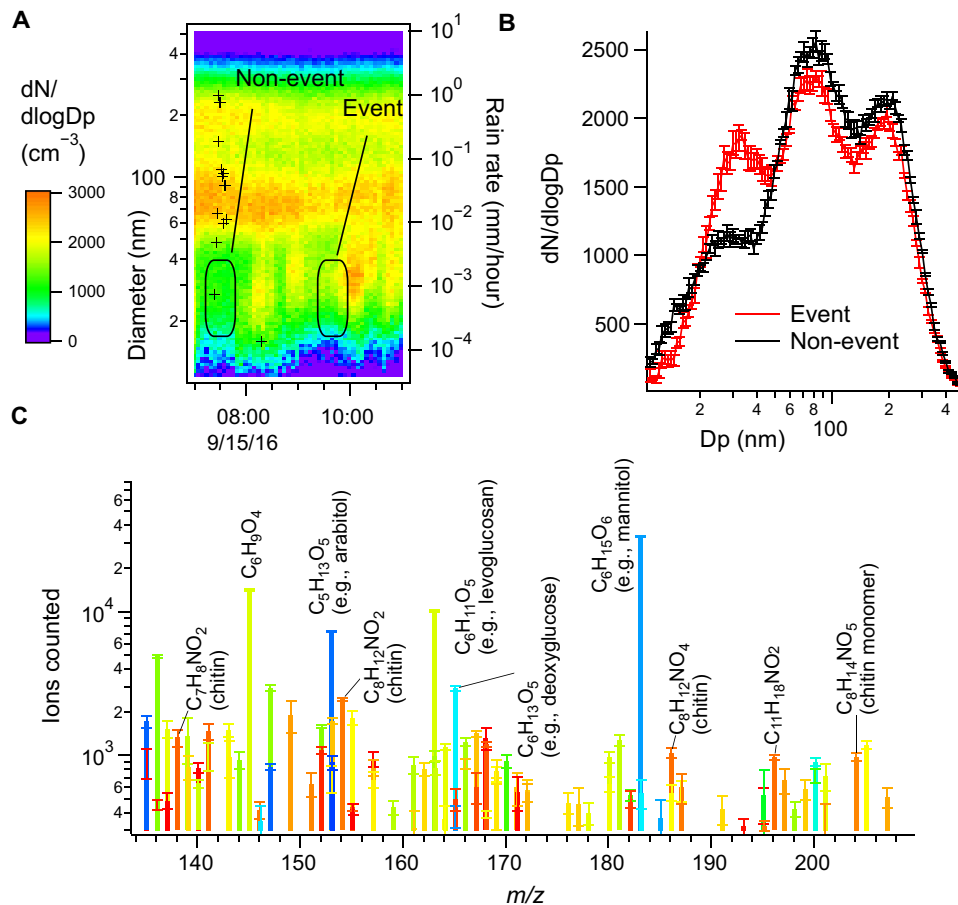 A
dN/
dlogDp
(cm⁻³)
3000
2000
1000
0
Diameter (nm)
4
2
100
8
6
4
2
Non-event
Event
10¹
10⁰
10⁻¹
10⁻²
10⁻³
10⁻⁴
Rain rate (mm/hour)
08:00
10:00
9/15/16
B
dN/dlogDp
2500
2000
1500
1000
500
Event
Non-event
2
4
6
8
100
2
4
Dp (nm)
C
Ions counted
6
4
2
10⁴
6
4
2
10³
6
4
C₇H₈NO₂
(chitin)
C₆H₉O₄
C₅H₁₃O₅
(e.g., arabitol)
C₈H₁₂NO₂
(chitin)
C₆H₁₁O₅
(e.g., levoglucosan)
C₆H₁₃O₅
(e.g., deoxyglucose)
C₆H₁₅O₆
(e.g., mannitol)
C₈H₁₂NO₄
(chitin)
C₁₁H₁₈NO₂
C₈H₁₄NO₅
(chitin monomer)
140
150
160
170
180
190
200
m/z